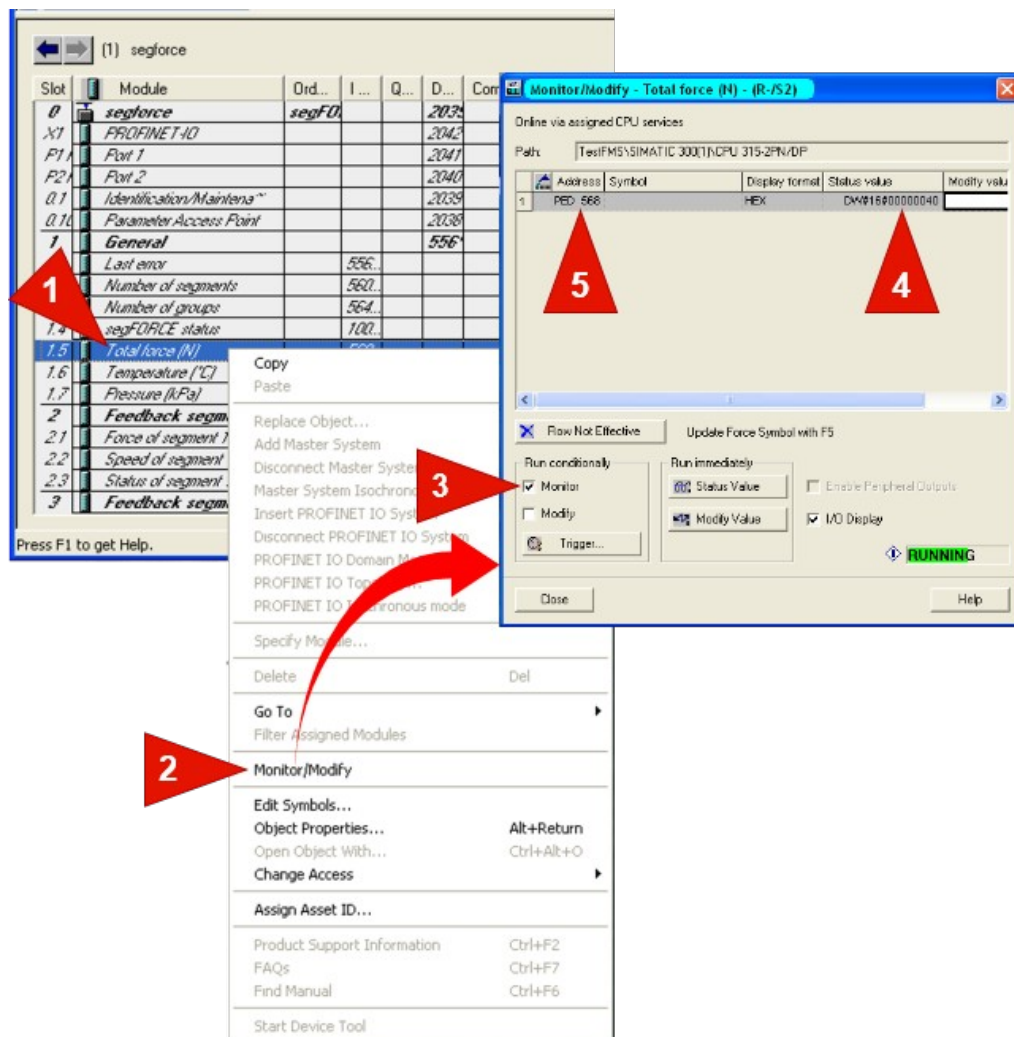 (1) segforce
Slot Module Ord... I ... Q... D... Com
0 segforce segFO. 2039
X1 PROFINET-IO 2042
P1 Port 1 2041
P2 Port 2 2040
0.1 Identification/Maintena~ 2039
0.10 Parameter Access Point 2038
1 General 556
Last error 556..
Number of segments 560..
Number of groups 564..
1.4 segFORCE status 100..
1.5 Total force (N)
1.6 Temperature (°C)
1.7 Pressure (kPa)
2 Feedback segm
2.1 Force of segment 1
2.2 Speed of segment
2.3 Status of segment
3 Feedback segm
Press F1 to get Help.
1
Copy
Paste
Replace Object...
Add Master System
Disconnect Master System
Master System Isochron
Insert PROFINET IO System
Disconnect PROFINET IO System
PROFINET IO Domain M
PROFINET IO Topo
PROFINET IO hronous mode
Specify Module...
Delete Del
Go To
Filter Assigned Modules
Monitor/Modify
Edit Symbols...
Object Properties... Alt+Return
Open Object With... Ctrl+Alt+O
Change Access
Assign Asset ID...
Product Support Information Ctrl+F2
FAQs Ctrl+F7
Find Manual Ctrl+F6
Start Device Tool
2
Monitor/Modify - Total force (N) - (R-/S2)
Online via assigned CPU services
Path: TestFMS\SIMATIC 300(1)\CPU 315-2PN/DP
Address Symbol Display format Status value Modify valu
1 PED 568 HEX DW#16#00000040
5
4
Row Not Effective Update Force Symbol with F5
Run conditionally Run immediately
Monitor Status Value Enable Peripheral Outputs
Modify Modify Value I/O Display
Trigger...
RUNNING
Close Help
3